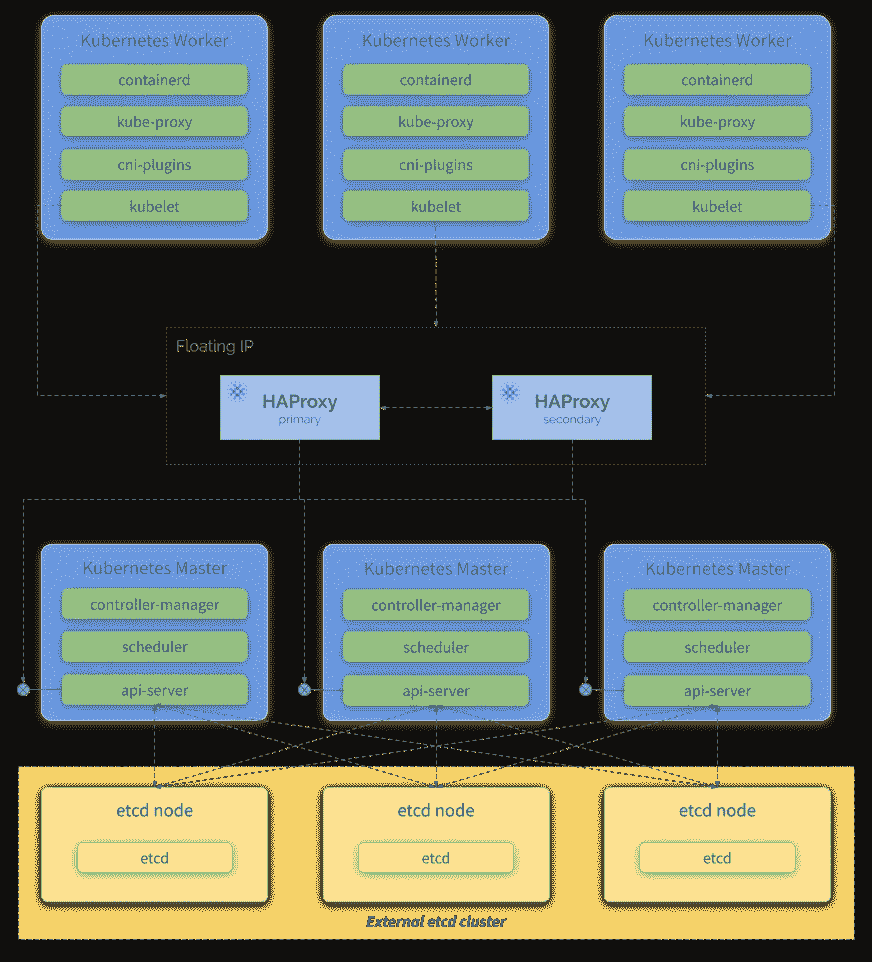 Kubernetes Worker
containerd
kube-proxy
cni-plugins
kubelet
Kubernetes Worker
containerd
kube-proxy
cni-plugins
kubelet
Kubernetes Worker
containerd
kube-proxy
cni-plugins
kubelet
Floating IP
HAProxy
primary
HAProxy
secondary
Kubernetes Master
controller-manager
scheduler
api-server
Kubernetes Master
controller-manager
scheduler
api-server
Kubernetes Master
controller-manager
scheduler
api-server
etcd node
etcd
etcd node
etcd
etcd node
etcd
External etcd cluster